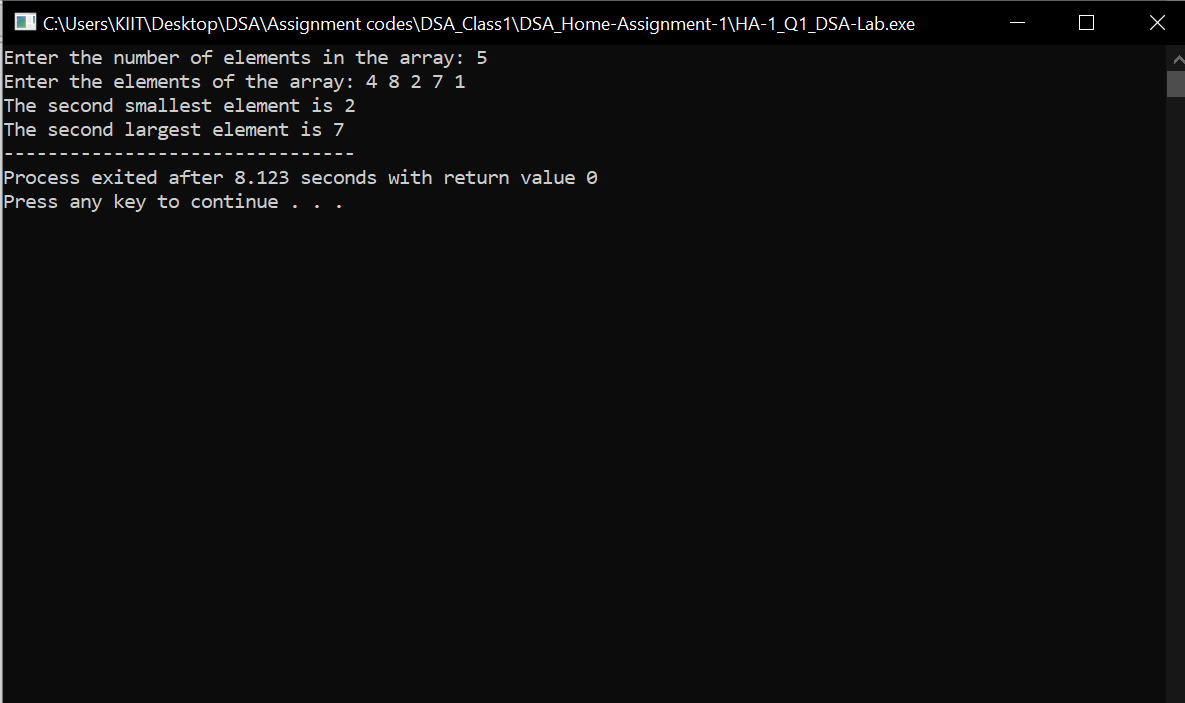 C:\Users\KIIT\Desktop\DSA\Assignment codes\DSA_Class1\DSA_Home-Assignment-1\HA-1_Q1_DSA-Lab.exe
Enter the number of elements in the array: 5
Enter the elements of the array: 4 8 2 7 1
The second smallest element is 2
The second largest element is 7
--------------------------------
Process exited after 8.123 seconds with return value 0
Press any key to continue . . .